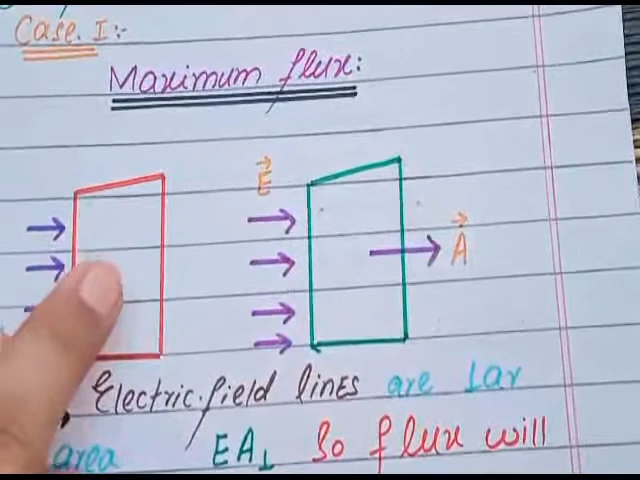 Case. I:-
Maximum flux:
E
A
Electric.field lines are ⊥ar
area EA⊥ So flux will